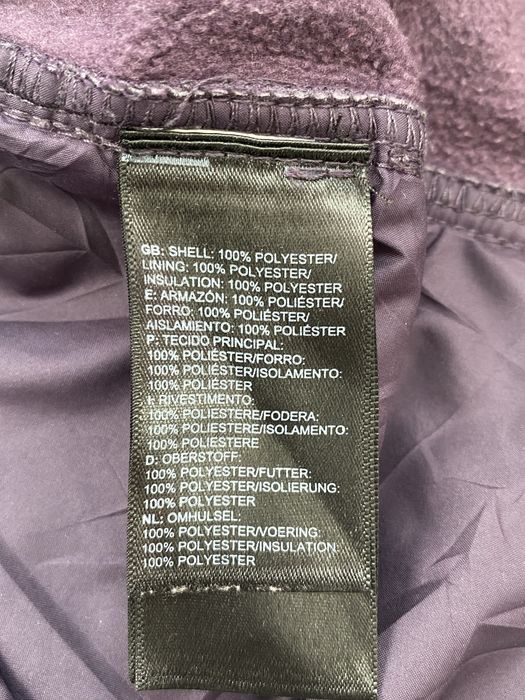 GB: SHELL: 100% POLYESTER/
LINING: 100% POLYESTER/
INSULATION: 100% POLYESTER
E: ARMAZÓN: 100% POLIÉSTER/
FORRO: 100% POLIÉSTER/
AISLAMIENTO: 100% POLIÉSTER
P: TECIDO PRINCIPAL:
100% POLIÉSTER/FORRO:
100% POLIÉSTER/ISOLAMENTO:
100% POLIÉSTER
I: RIVESTIMENTO:
100% POLIESTERE/FODERA:
100% POLIESTERE/ISOLAMENTO:
100% POLIESTERE
D: OBERSTOFF:
100% POLYESTER/FUTTER:
100% POLYESTER/ISOLIERUNG:
100% POLYESTER
NL: OMHULSEL:
100% POLYESTER/VOERING:
100% POLYESTER/INSULATION:
100% POLYESTER